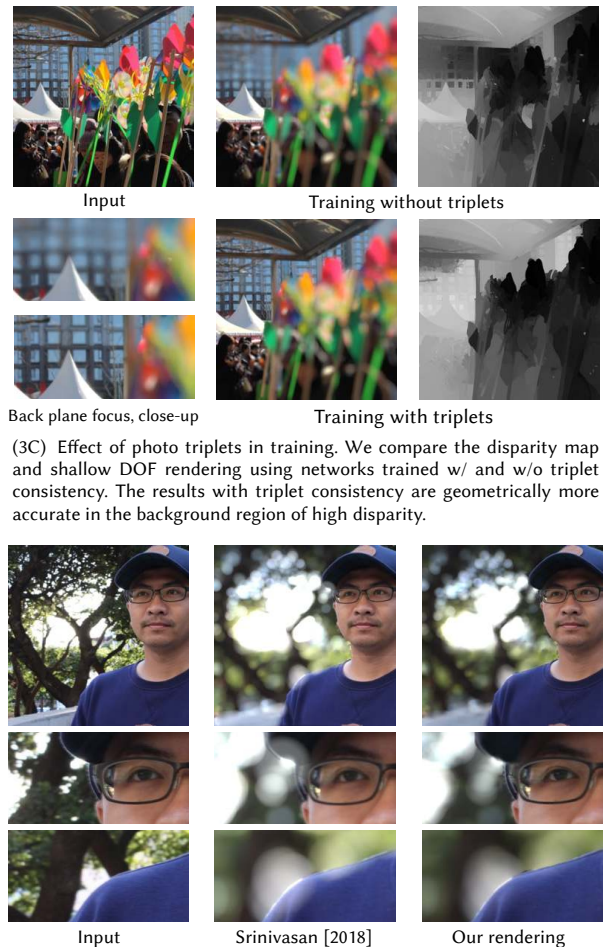 Input
Training without triplets
Back plane focus, close-up
Training with triplets
(3C) Effect of photo triplets in training. We compare the disparity map
and shallow DOF rendering using networks trained w/ and w/o triplet
consistency. The results with triplet consistency are geometrically more
accurate in the background region of high disparity.
Input
Srinivasan [2018]
Our rendering